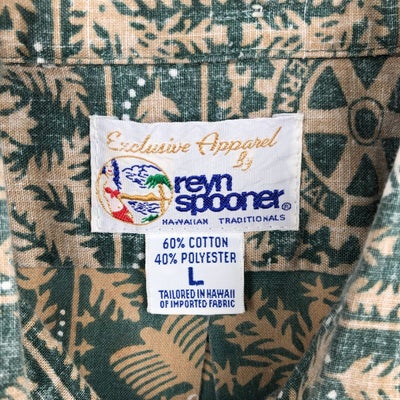 Exclusive Apparel
By
reyn
spooner®
HAWAIIAN TRADITIONALS
60% COTTON
40% POLYESTER
L
TAILORED IN HAWAII
OF IMPORTED FABRIC